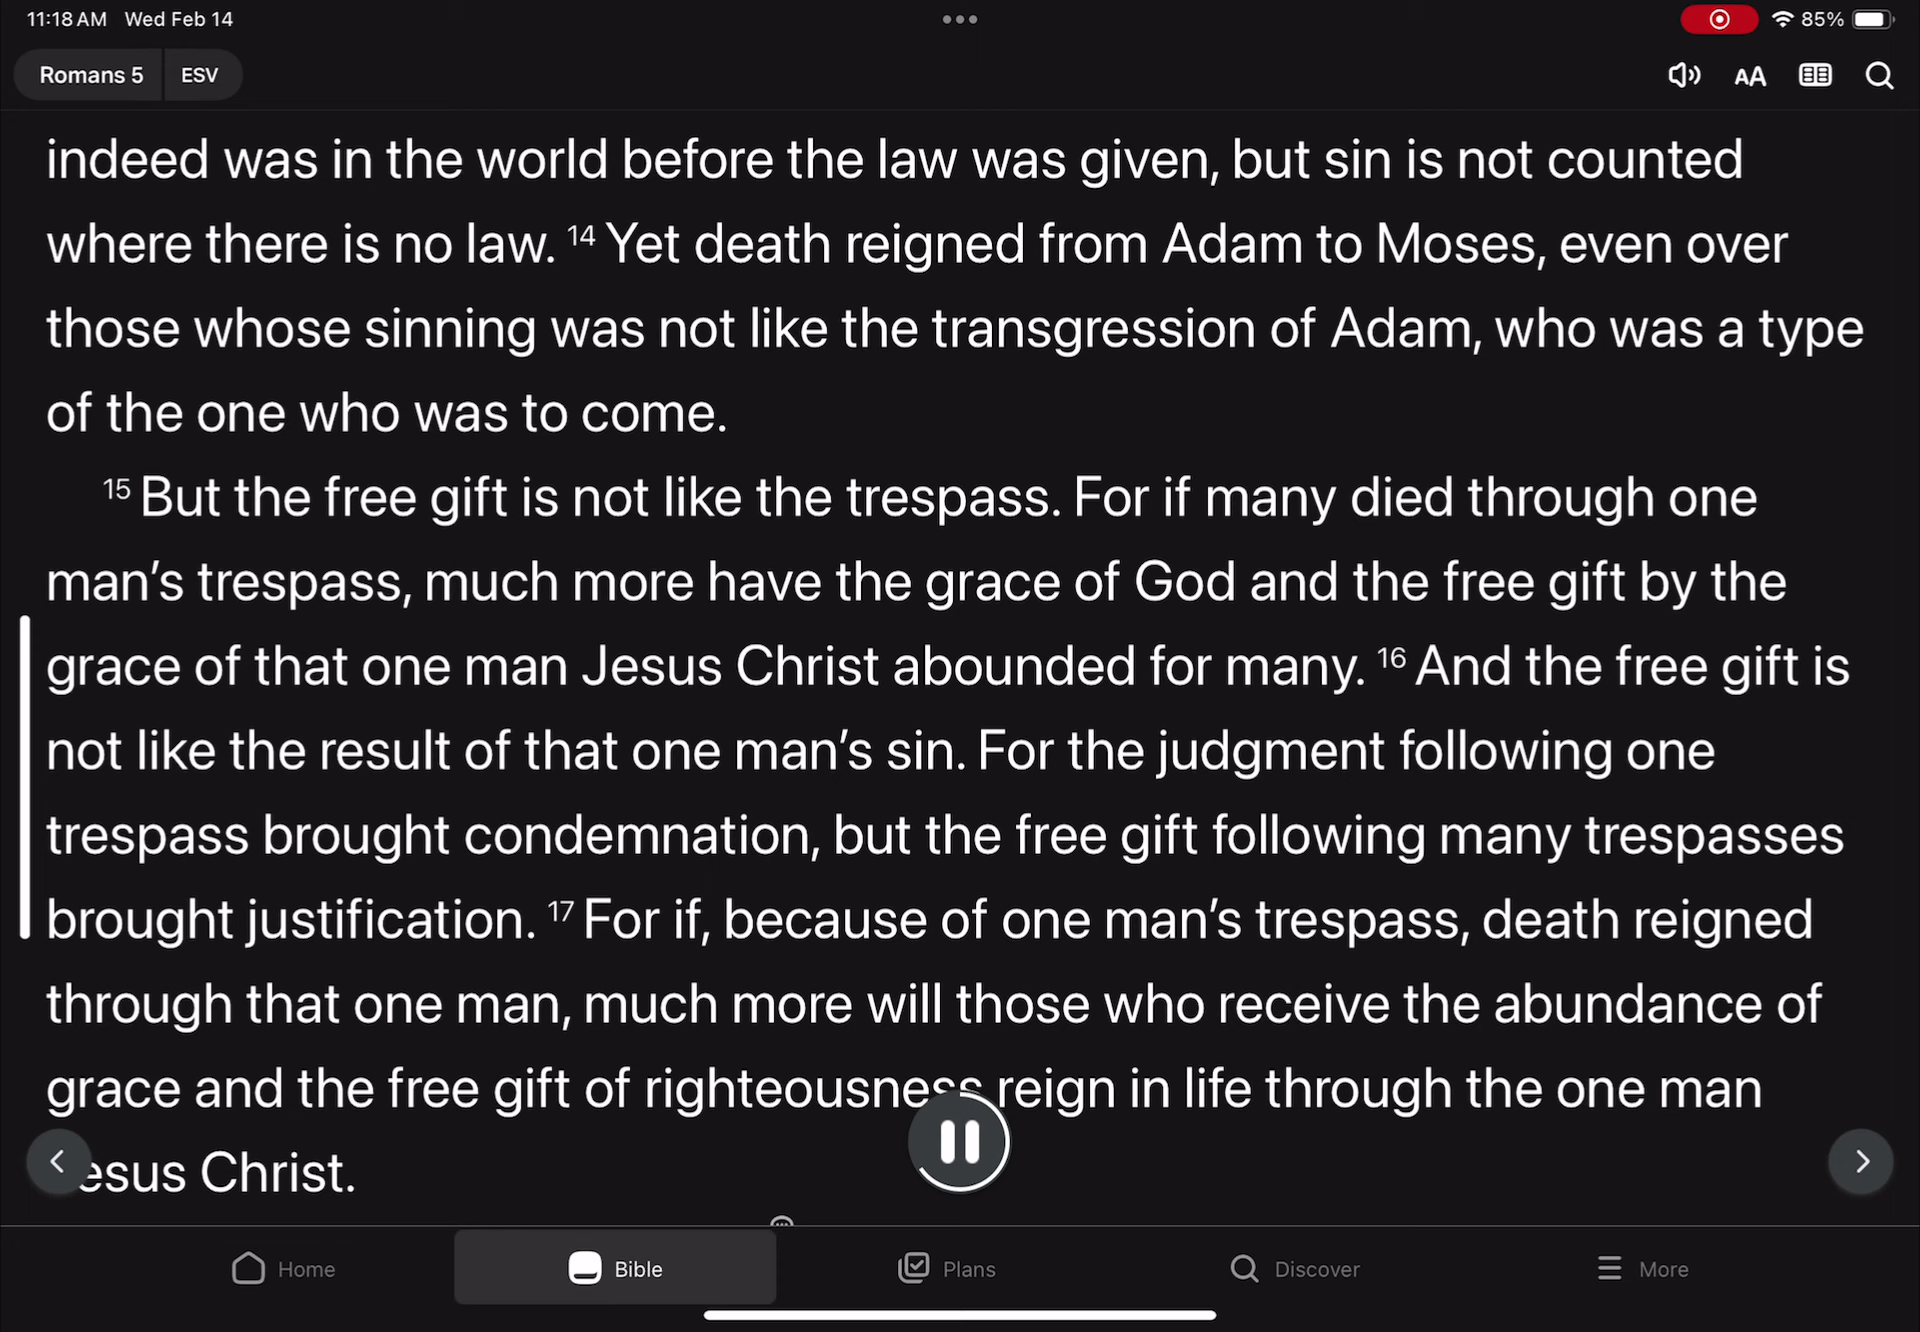 11:18 AM Wed Feb 14
85%
Romans 5 ESV
AA
indeed was in the world before the law was given, but sin is not counted
where there is no law. 14 Yet death reigned from Adam to Moses, even over
those whose sinning was not like the transgression of Adam, who was a type
of the one who was to come.
15 But the free gift is not like the trespass. For if many died through one
man’s trespass, much more have the grace of God and the free gift by the
grace of that one man Jesus Christ abounded for many. 16 And the free gift is
not like the result of that one man’s sin. For the judgment following one
trespass brought condemnation, but the free gift following many trespasses
brought justification. 17 For if, because of one man’s trespass, death reigned
through that one man, much more will those who receive the abundance of
grace and the free gift of righteousness reign in life through the one man
esus Christ.
Home Bible Plans Discover More